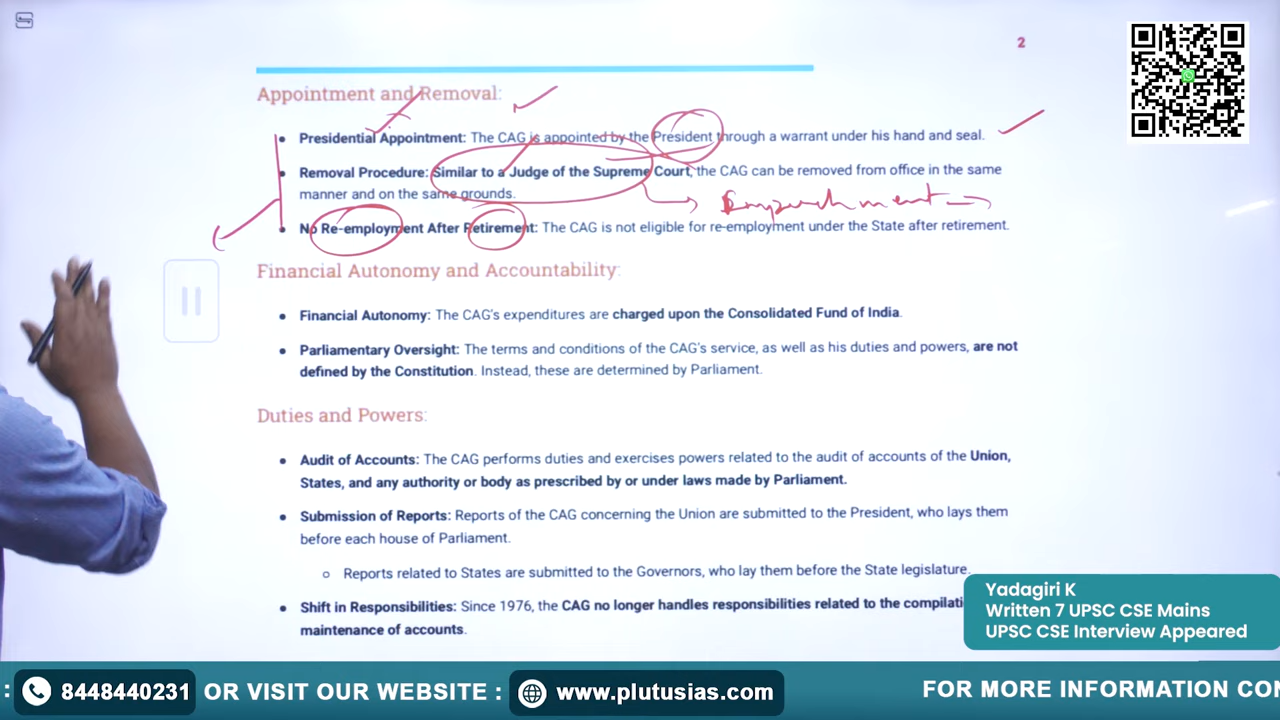 2
Appointment and Removal:
• Presidential Appointment: The CAG is appointed by the President through a warrant under his hand and seal.
• Removal Procedure: Similar to a Judge of the Supreme Court, the CAG can be removed from office in the same
manner and on the same grounds.
• No Re-employment After Retirement: The CAG is not eligible for re-employment under the State after retirement.
Financial Autonomy and Accountability:
• Financial Autonomy: The CAG's expenditures are charged upon the Consolidated Fund of India.
• Parliamentary Oversight: The terms and conditions of the CAG's service, as well as his duties and powers, are not
defined by the Constitution. Instead, these are determined by Parliament.
Duties and Powers:
• Audit of Accounts: The CAG performs duties and exercises powers related to the audit of accounts of the Union,
States, and any authority or body as prescribed by or under laws made by Parliament.
• Submission of Reports: Reports of the CAG concerning the Union are submitted to the President, who lays them
before each house of Parliament.
o Reports related to States are submitted to the Governors, who lay them before the State legislature.
• Shift in Responsibilities: Since 1976, the CAG no longer handles responsibilities related to the
maintenance of accounts.
Yadagiri K
Written 7 UPSC CSE Mains
UPSC CSE Interview Appeared
: 8448440231 OR VISIT OUR WEBSITE : www.plutusias.com FOR MORE INFORMATION